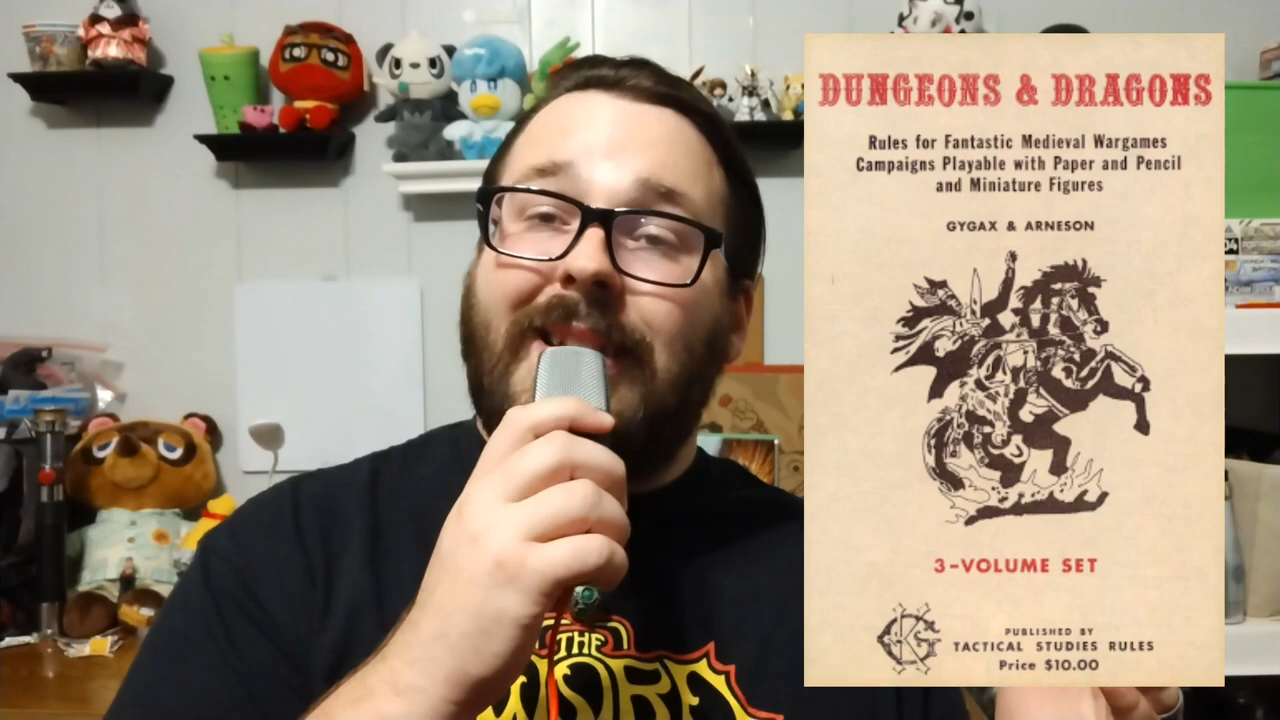 DUNGEONS & DRAGONS
Rules for Fantastic Medieval Wargames
Campaigns Playable with Paper and Pencil
and Miniature Figures
GYGAX & ARNESON
3-VOLUME SET
PUBLISHED BY
TACTICAL STUDIES RULES
Price $10.00
THE